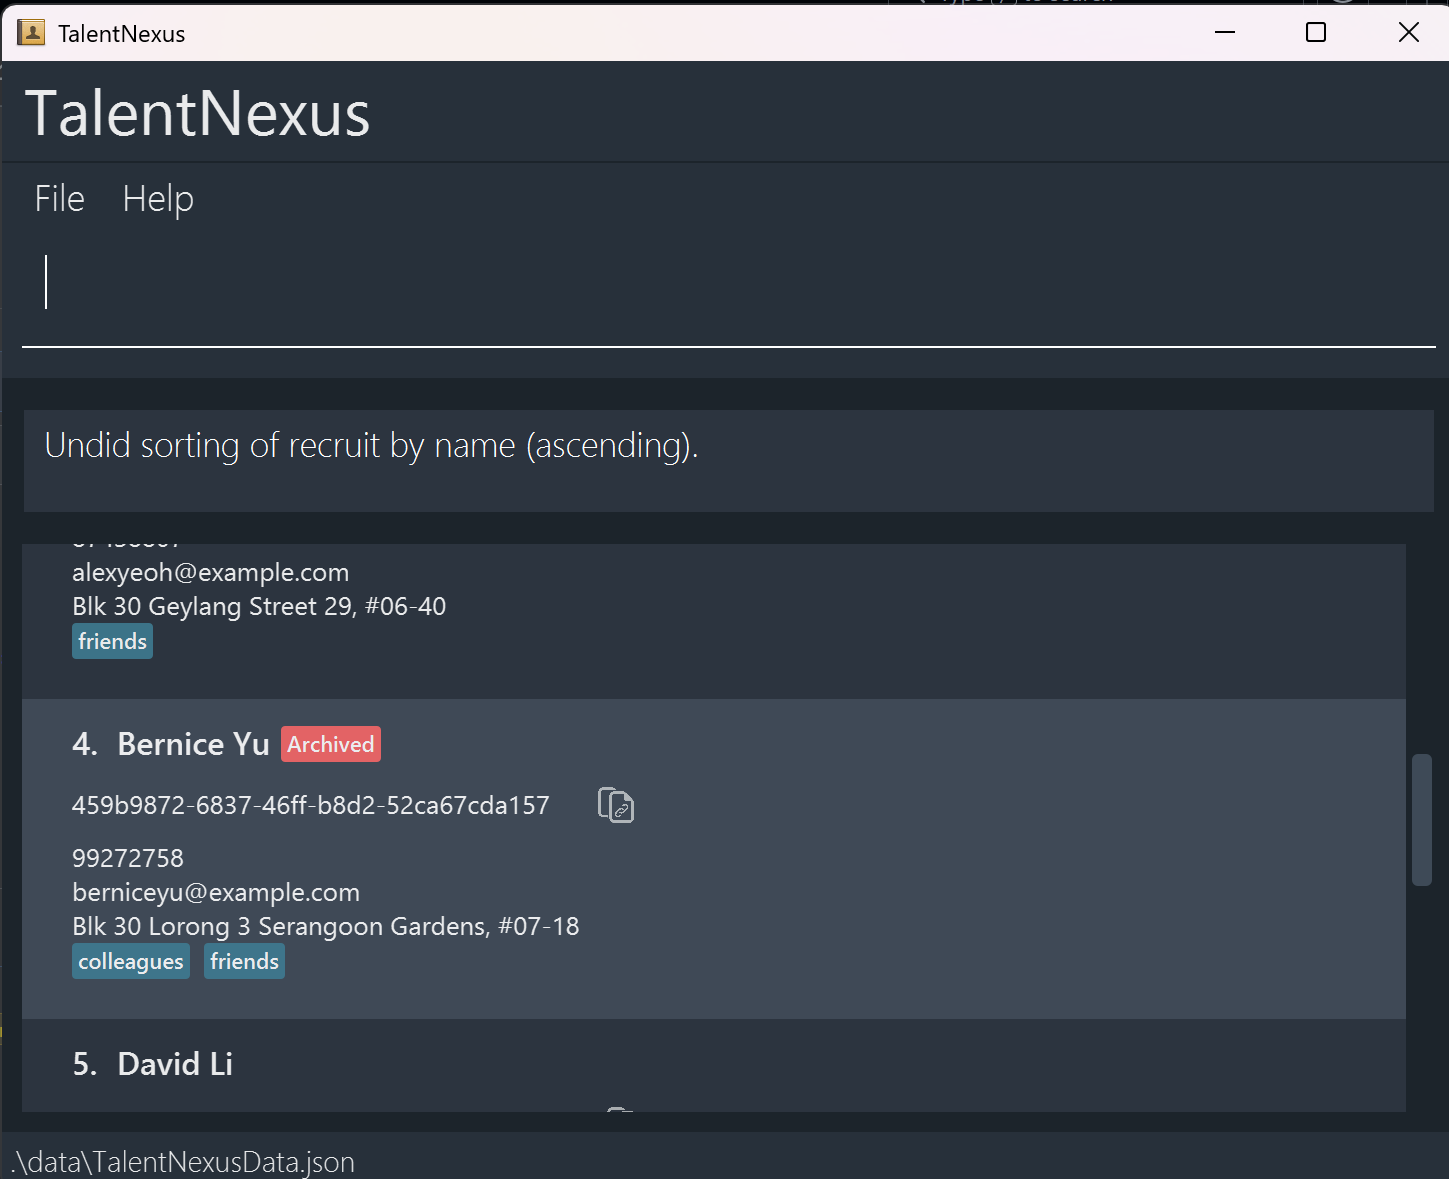 TalentNexus
TalentNexus
File Help
Undid sorting of recruit by name (ascending).
alexyeoh@example.com
Blk 30 Geylang Street 29, #06-40
friends
4. Bernice Yu Archived
459b9872-6837-46ff-b8d2-52ca67cda157
99272758
berniceyu@example.com
Blk 30 Lorong 3 Serangoon Gardens, #07-18
colleagues friends
5. David Li
.\data\TalentNexusData.json